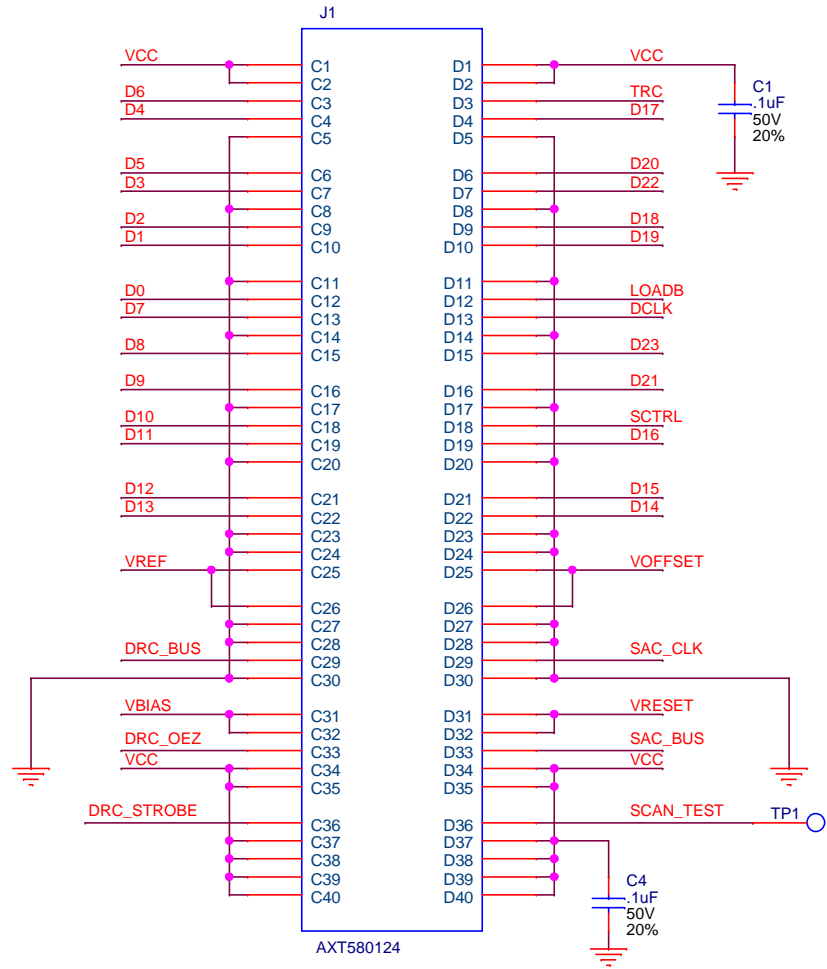 J1
VCC C1 D1 VCC
C2 D2
D6 C3 D3 TRC
D4 C4 D4 D17
C5 D5
C1
.1uF
50V
20%
D5 C6 D6 D20
D3 C7 D7 D22
C8 D8
D2 C9 D9 D18
D1 C10 D10 D19
C11 D11
D0 C12 D12 LOADB
D7 C13 D13 DCLK
C14 D14
D8 C15 D15 D23
D9 C16 D16 D21
C17 D17
D10 C18 D18 SCTRL
D11 C19 D19 D16
C20 D20
D12 C21 D21 D15
D13 C22 D22 D14
C23 D23
C24 D24
VREF C25 D25 VOFFSET
C26 D26
C27 D27
C28 D28
DRC_BUS C29 D29 SAC_CLK
C30 D30
VBIAS C31 D31 VRESET
C32 D32
DRC_OEZ C33 D33 SAC_BUS
VCC C34 D34 VCC
C35 D35
DRC_STROBE C36 D36 SCAN_TEST TP1
C37 D37
C38 D38
C39 D39
C40 D40
C4
.1uF
50V
20%
AXT580124